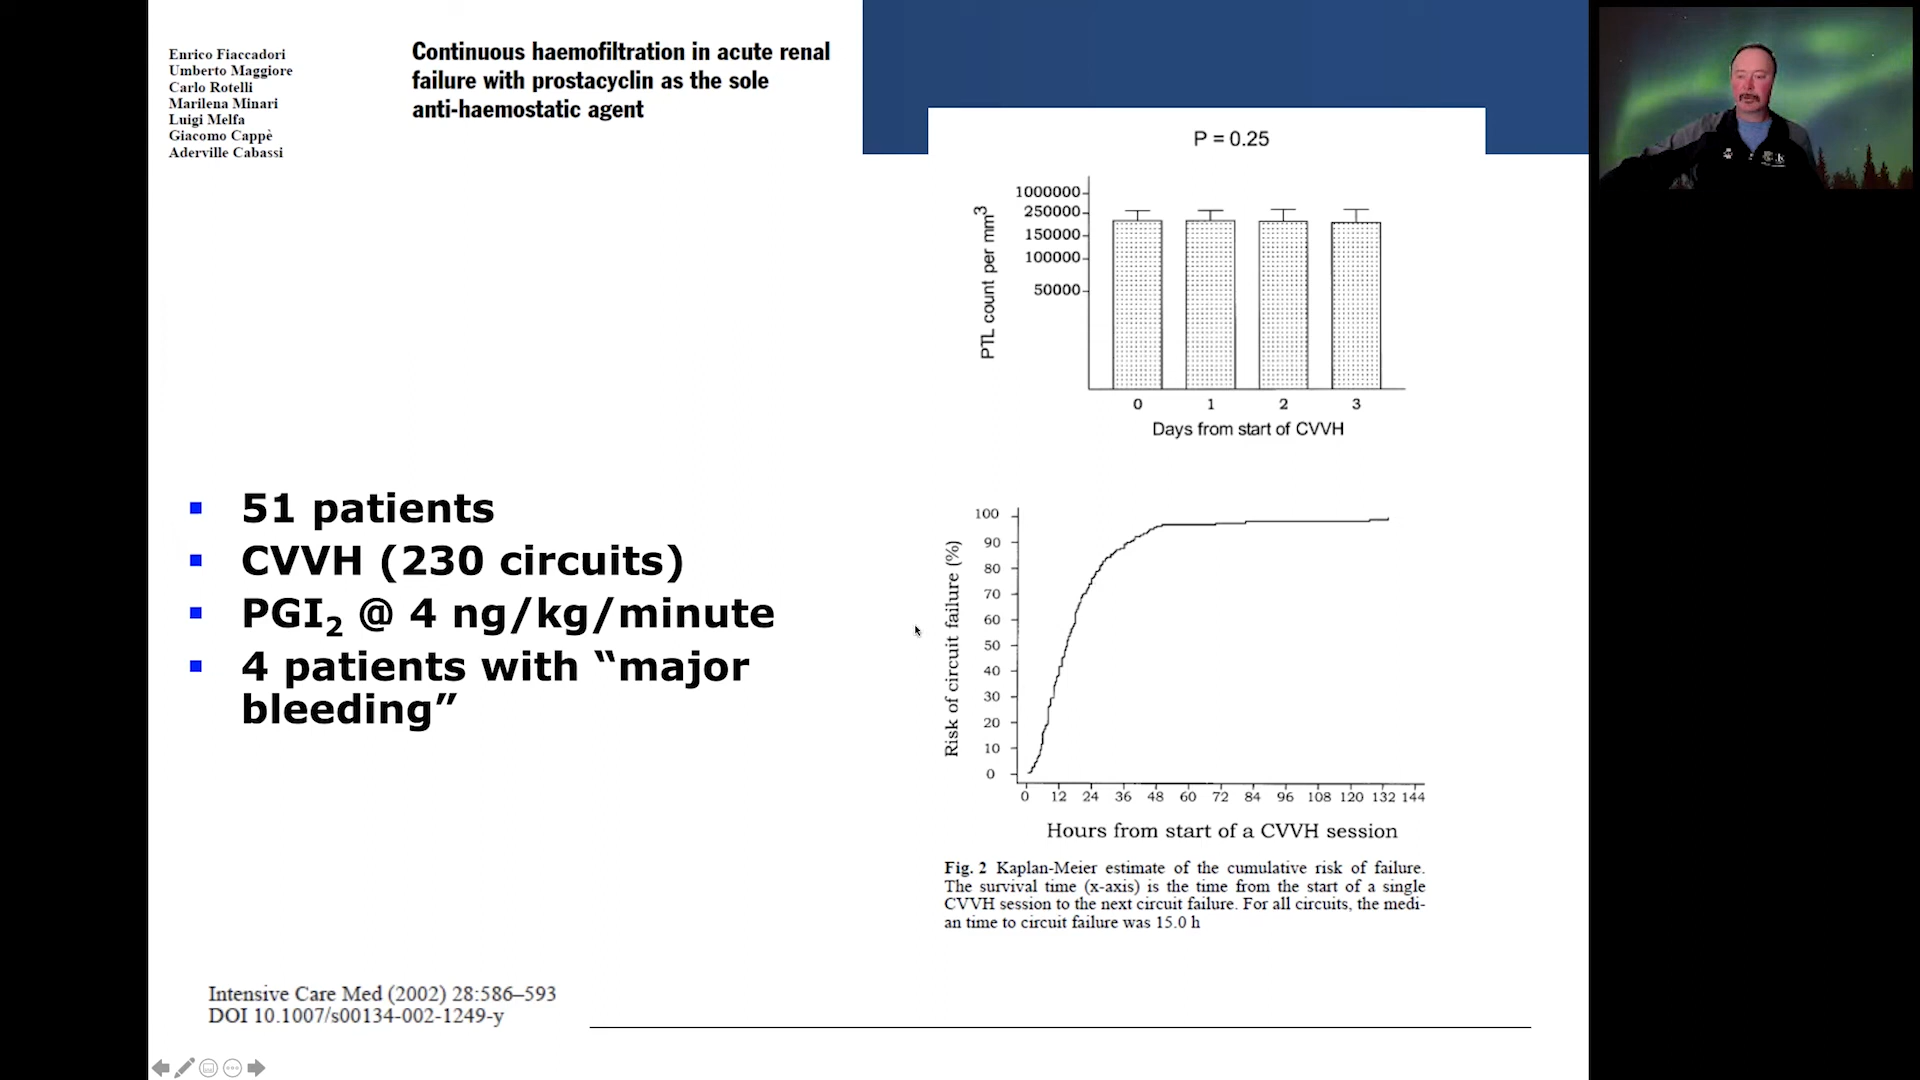 Enrico Fiaccadori
Umberto Maggiore
Carlo Rotelli
Marilena Minari
Luigi Melfa
Giacomo Cappè
Aderville Cabassi
Continuous haemofiltration in acute renal
failure with prostacyclin as the sole
anti-haemostatic agent
▪ 51 patients
▪ CVVH (230 circuits)
▪ PGI₂ @ 4 ng/kg/minute
▪ 4 patients with “major
bleeding”
P = 0.25
PTL count per mm³
1000000
250000
150000
100000
50000
0 1 2 3
Days from start of CVVH
Risk of circuit failure (%)
100
90
80
70
60
50
40
30
20
10
0
0 12 24 36 48 60 72 84 96 108 120 132 144
Hours from start of a CVVH session
Fig. 2 Kaplan-Meier estimate of the cumulative risk of failure.
The survival time (x-axis) is the time from the start of a single
CVVH session to the next circuit failure. For all circuits, the medi-
an time to circuit failure was 15.0 h
Intensive Care Med (2002) 28:586–593
DOI 10.1007/s00134-002-1249-y